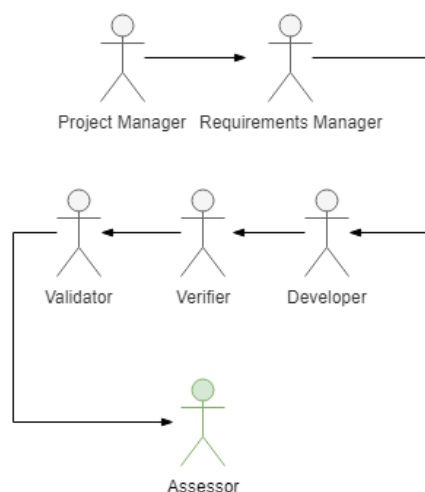 Project Manager Requirements Manager
Validator Verifier Developer
Assessor